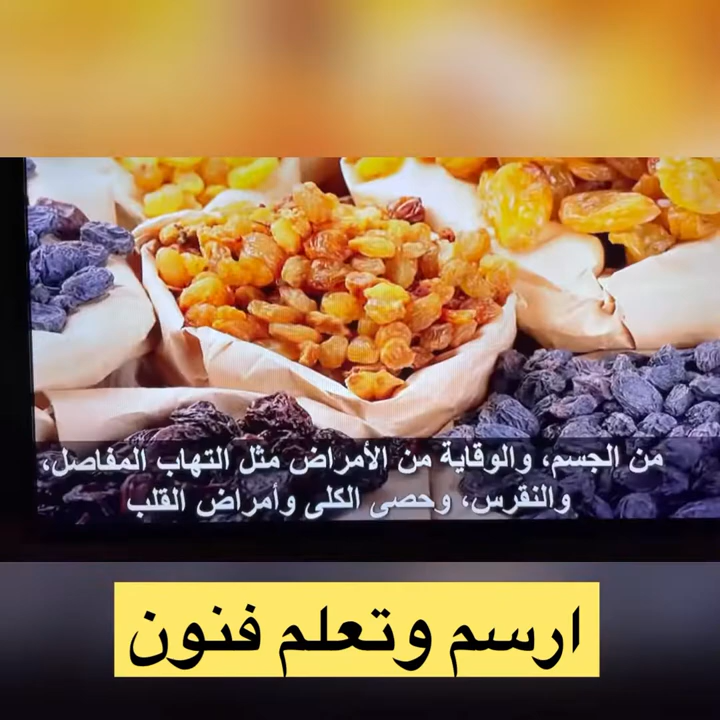 من الجسم، والوقاية من الأمراض مثل التهاب المفاصل،
والنقرس، وحصى الكلى وأمراض القلب
ارسم وتعلم فنون